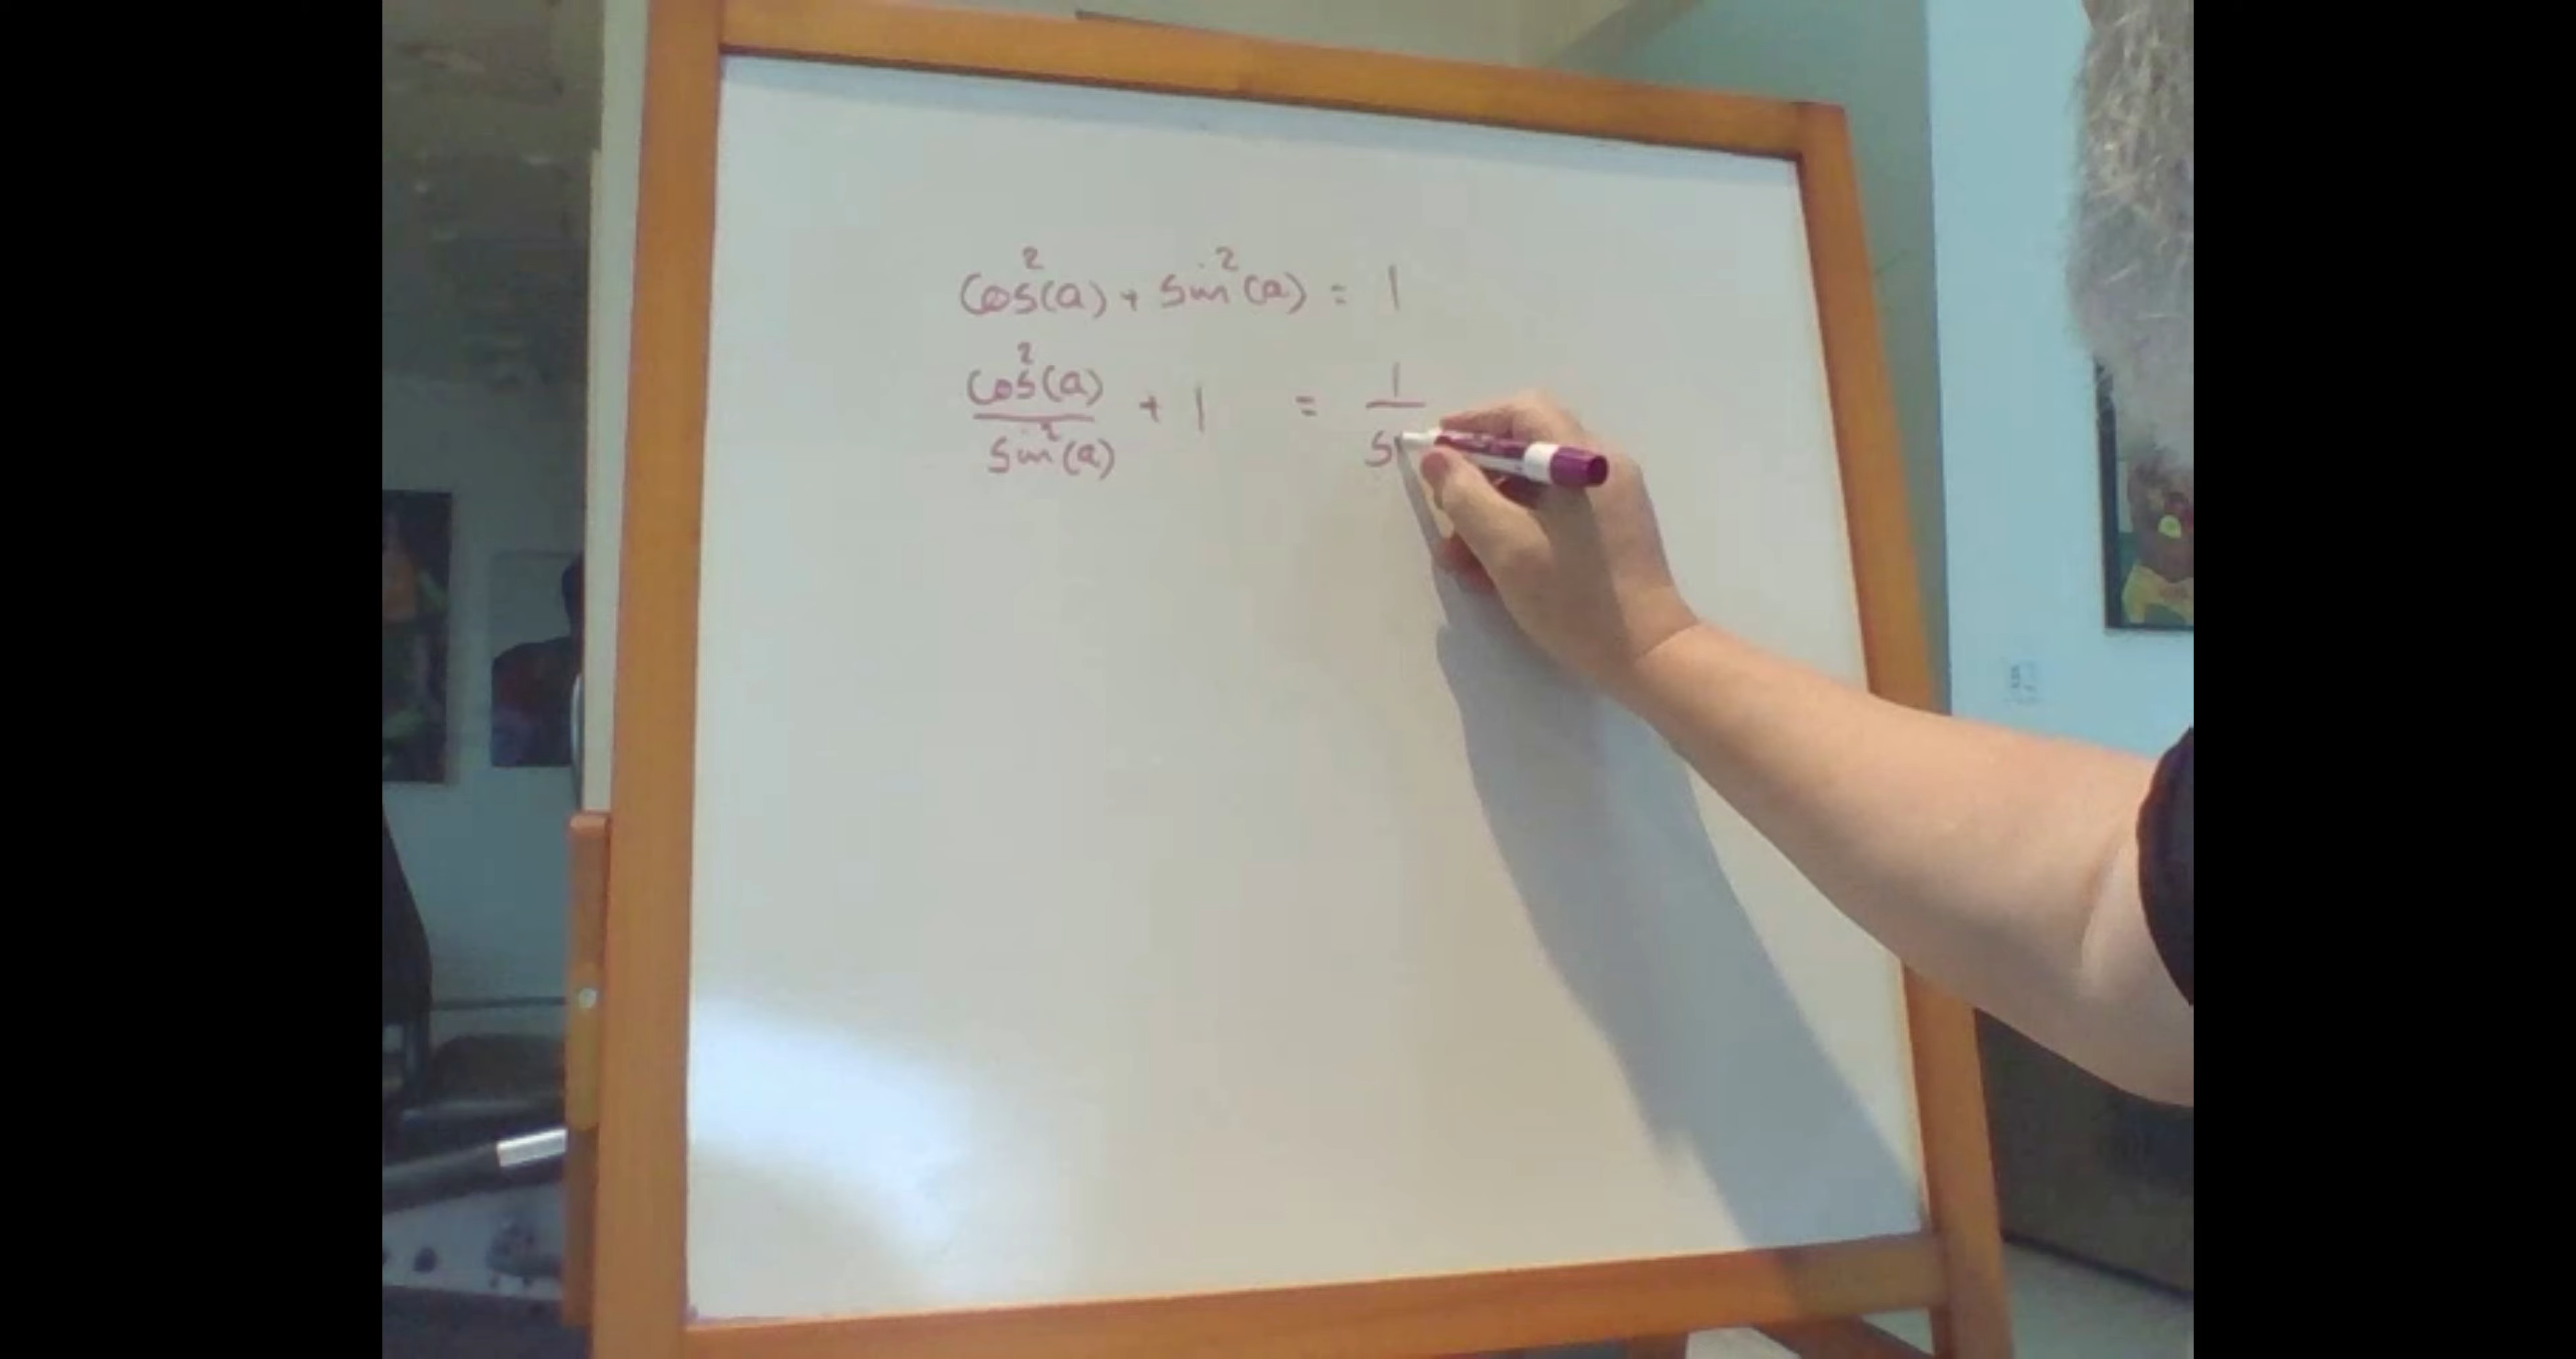 cos²(a) + sin²(a) = 1
cos²(a)/sin²(a) + 1 = 1/s